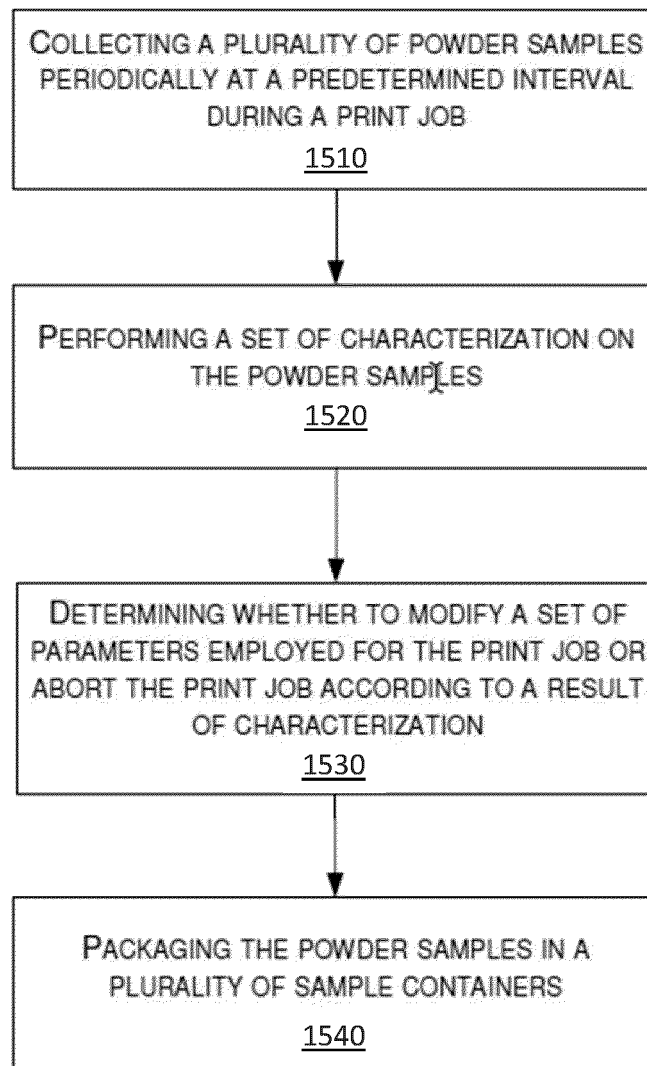 COLLECTING A PLURALITY OF POWDER SAMPLES
PERIODICALLY AT A PREDETERMINED INTERVAL
DURING A PRINT JOB
1510
PERFORMING A SET OF CHARACTERIZATION ON
THE POWDER SAMPLES
1520
DETERMINING WHETHER TO MODIFY A SET OF
PARAMETERS EMPLOYED FOR THE PRINT JOB OR
ABORT THE PRINT JOB ACCORDING TO A RESULT
OF CHARACTERIZATION
1530
PACKAGING THE POWDER SAMPLES IN A
PLURALITY OF SAMPLE CONTAINERS
1540